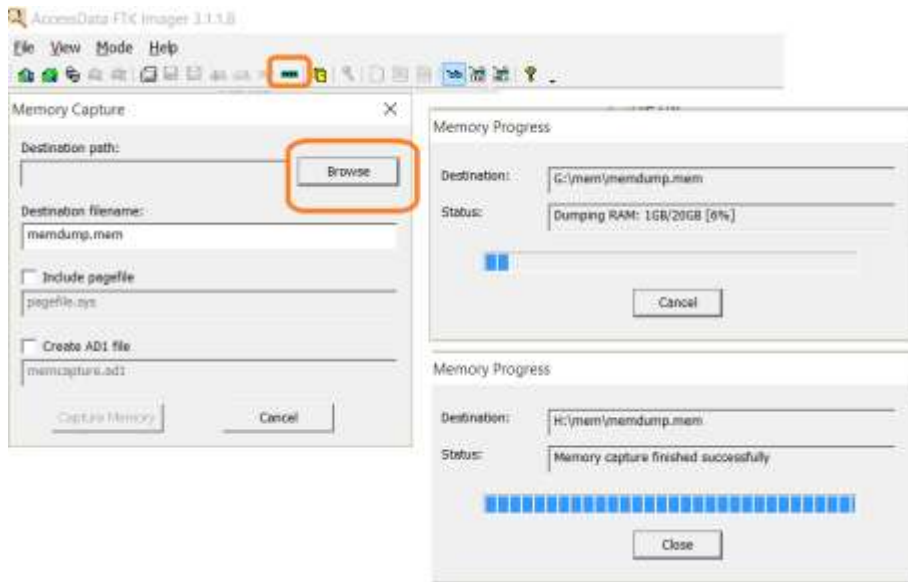 AccessData FTK Imager 3.1.1.8
File View Mode Help
Memory Capture
Destination path:
Browse
Destination filename:
memdump.mem
Include pagefile
pagefile.sys
Create AD1 file
memcapture.ad1
Capture Memory
Cancel
Memory Progress
Destination:
G:\mem\memdump.mem
Status:
Dumping RAM: 1GB/20GB [6%]
Cancel
Memory Progress
Destination:
H:\mem\memdump.mem
Status:
Memory capture finished successfully
Close